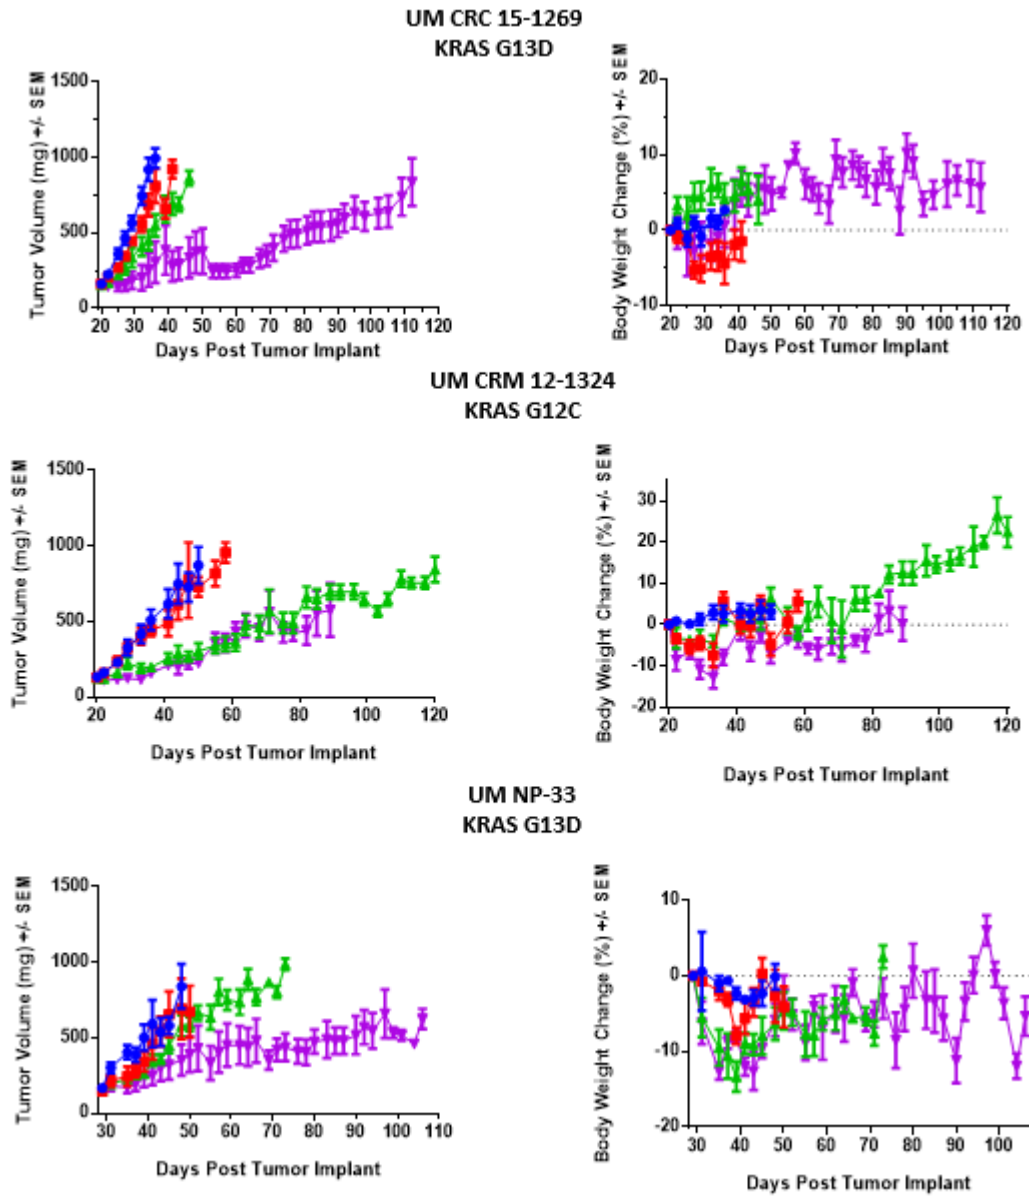 UM CRC 15-1269
KRAS G13D
Tumor Volume (mg) +/- SEM
1500
1000
500
0
20 30 40 50 60 70 80 90 100 110 120
Days Post Tumor Implant
Body Weight Change (%) +/- SEM
20
10
0
-10
20 30 40 50 60 70 80 90 100 110 120
Days Post Tumor Implant
UM CRM 12-1324
KRAS G12C
Tumor Volume (mg) +/- SEM
1500
1000
500
0
20 40 60 80 100 120
Days Post Tumor Implant
Body Weight Change (%) +/- SEM
30
20
10
0
-10
-20
20 40 60 80 100 120
Days Post Tumor Implant
UM NP-33
KRAS G13D
Tumor Volume (mg) +/- SEM
1500
1000
500
0
30 40 50 60 70 80 90 100 110
Days Post Tumor Implant
Body Weight Change (%) +/- SEM
10
0
-10
-20
30 40 50 60 70 80 90 100
Days Post Tumor Implant